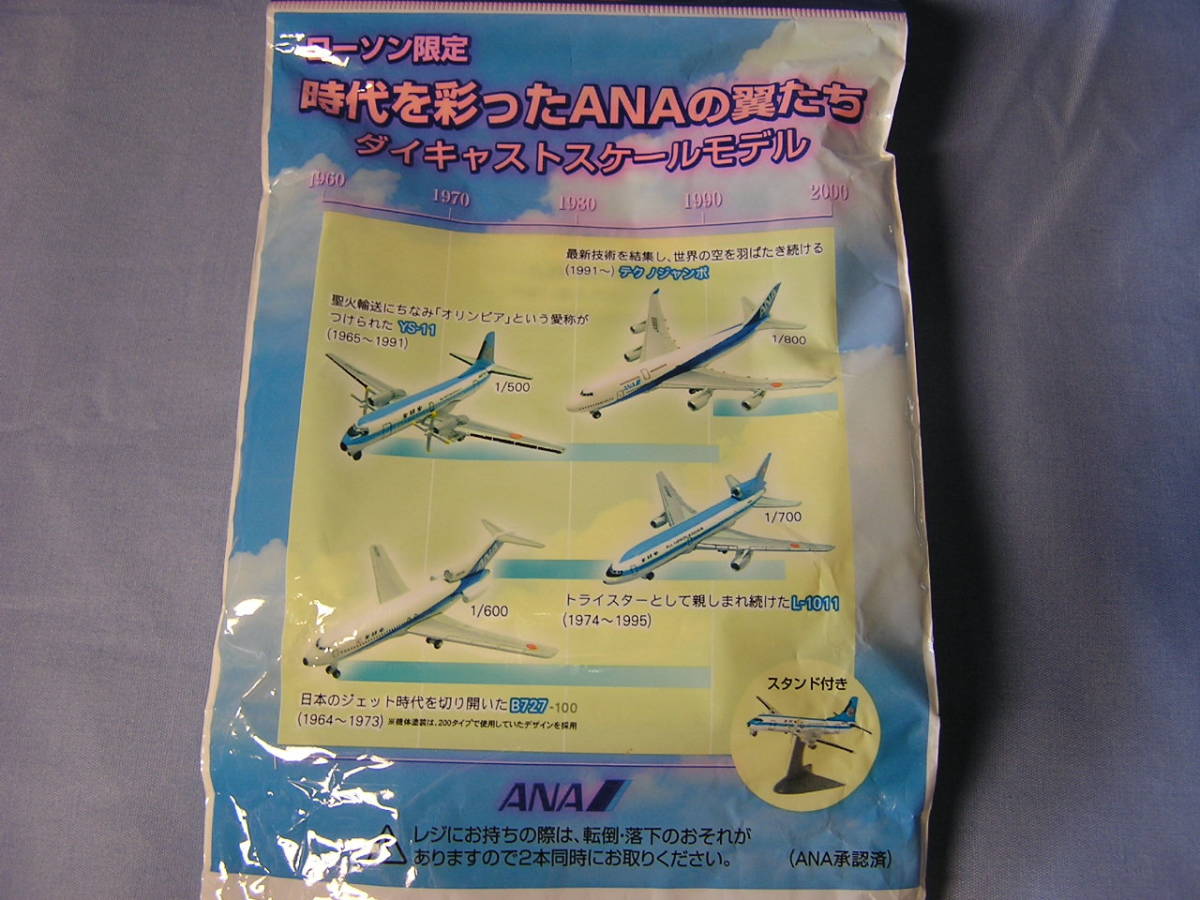 ローソン限定
時代を彩ったANAの翼たち
ダイキャストスケールモデル
1960 1970 1980 1990 2000
最新技術を結集し、世界の空を羽ばたき続ける
(1991〜) テクノジャンボ
1/800
聖火輸送にちなみ「オリンピア」という愛称が
つけられた YS-11
(1965〜1991)
1/500
1/700
トライスターとして親しまれ続けたL-1011
(1974〜1995)
1/600
日本のジェット時代を切り開いたB727-100
(1964〜1973) ※機体塗装は、200タイプで使用していたデザインを採用
スタンド付き
ANA
レジにお持ちの際は、転倒・落下のおそれが
ありますので2本同時にお取りください。
(ANA承認済)